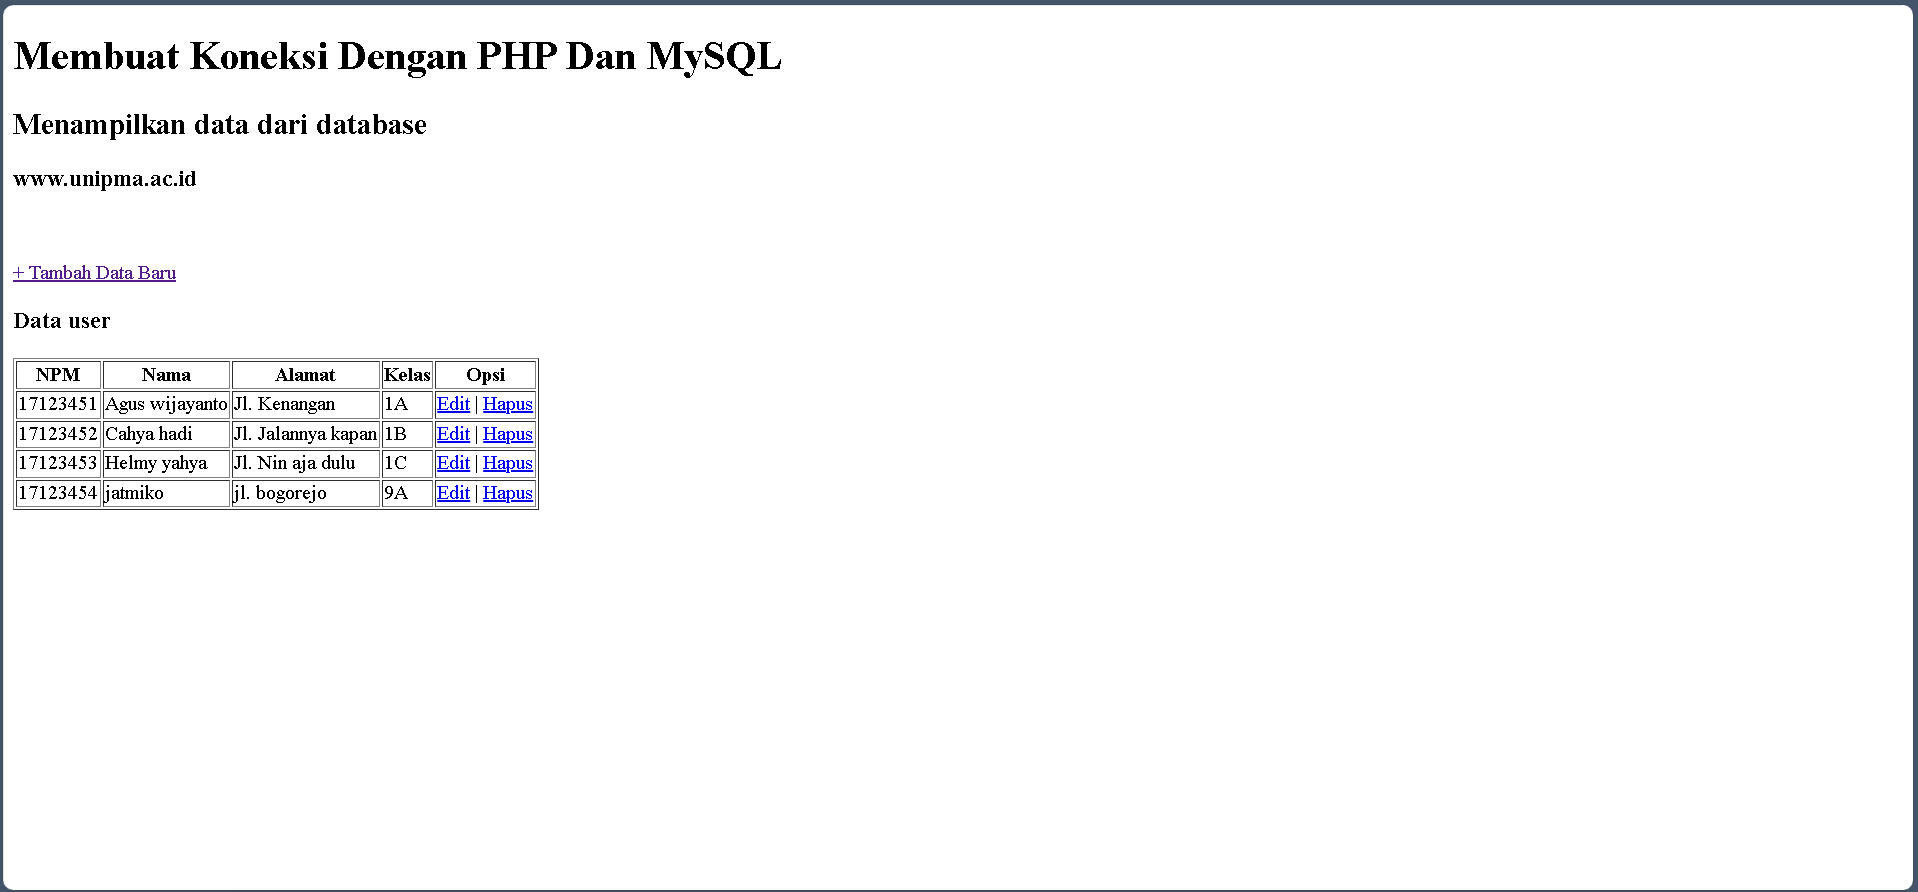 Membuat Koneksi Dengan PHP Dan MySQL
Menampilkan data dari database
www.unipma.ac.id
+ Tambah Data Baru
Data user
NPM Nama Alamat Kelas Opsi
17123451 Agus wijayanto Jl. Kenangan 1A Edit | Hapus
17123452 Cahya hadi Jl. Jalannya kapan 1B Edit | Hapus
17123453 Helmy yahya Jl. Nin aja dulu 1C Edit | Hapus
17123454 jatmiko jl. bogorejo 9A Edit | Hapus